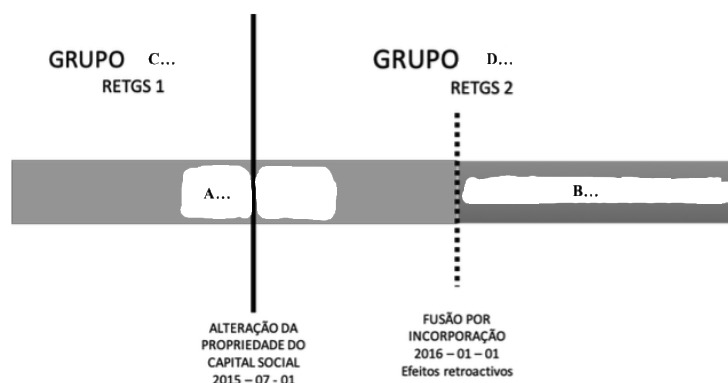 GRUPO C...
RETGS 1
GRUPO D...
RETGS 2
A...
B...
ALTERAÇÃO DA
PROPRIEDADE DO
CAPITAL SOCIAL
2015 – 07 - 01
FUSÃO POR
INCORPORAÇÃO
2016 – 01 – 01
Efeitos retroactivos